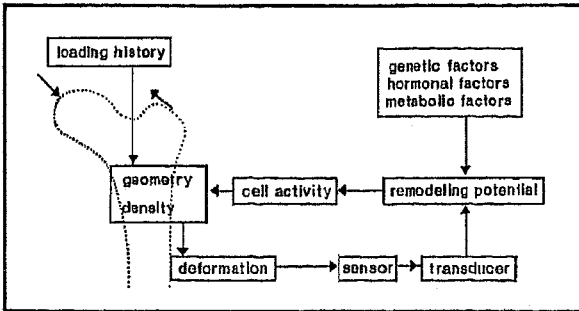 loading history
genetic factors
hormonal factors
metabolic factors
geometry
density
cell activity
remodeling potential
deformation
sensor
transducer